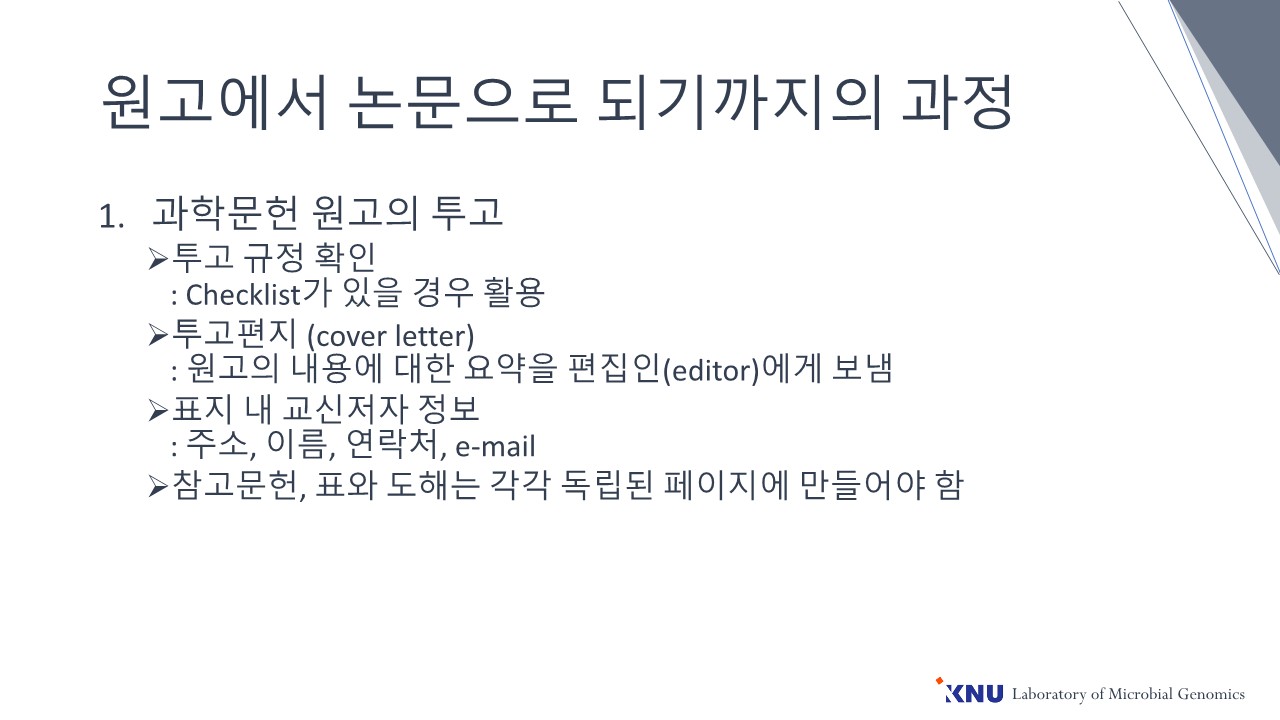 원고에서 논문으로 되기까지의 과정
1. 과학문헌 원고의 투고
➢투고 규정 확인
: Checklist가 있을 경우 활용
➢투고편지 (cover letter)
: 원고의 내용에 대한 요약을 편집인(editor)에게 보냄
➢표지 내 교신저자 정보
: 주소, 이름, 연락처, e-mail
➢참고문헌, 표와 도해는 각각 독립된 페이지에 만들어야 함
KNU Laboratory of Microbial Genomics